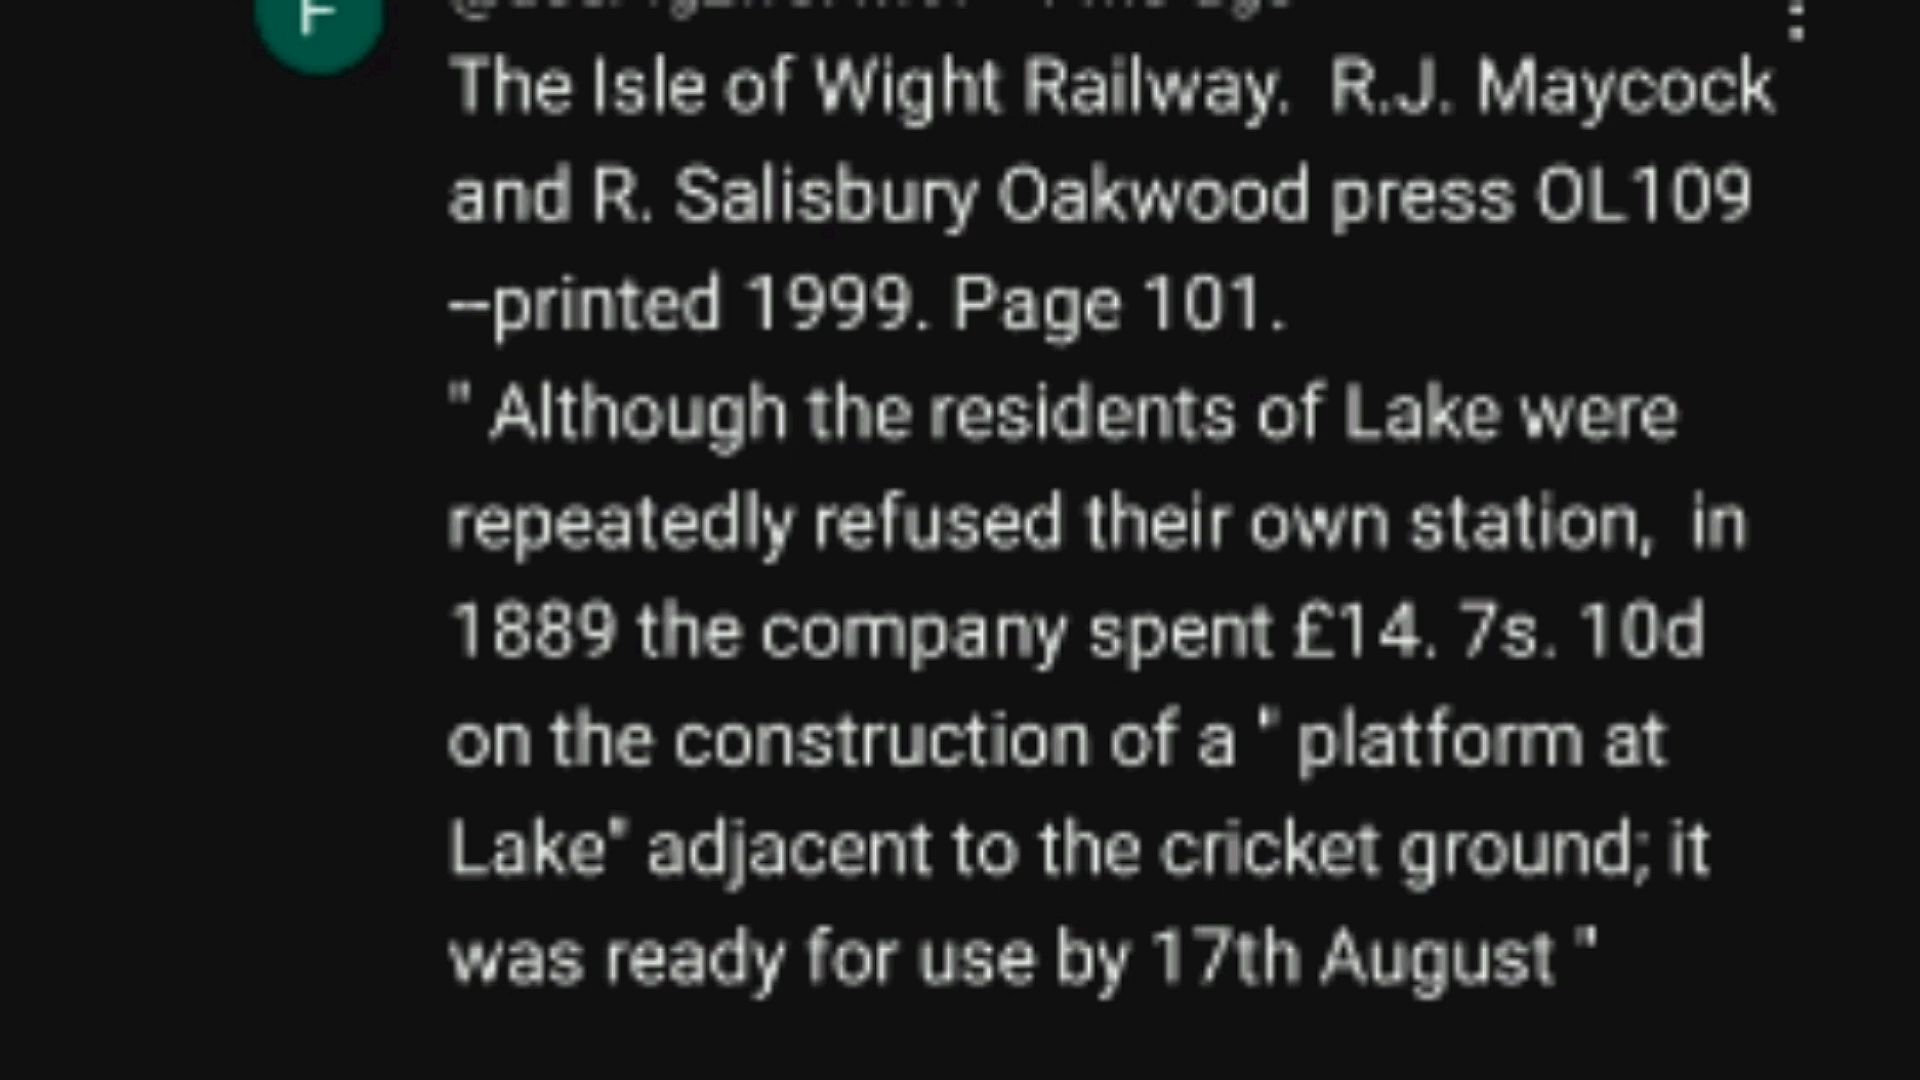 F
The Isle of Wight Railway.  R.J. Maycock
and R. Salisbury Oakwood press OL109
--printed 1999. Page 101.
" Although the residents of Lake were
repeatedly refused their own station,  in
1889 the company spent £14. 7s. 10d
on the construction of a " platform at
Lake" adjacent to the cricket ground; it
was ready for use by 17th August "